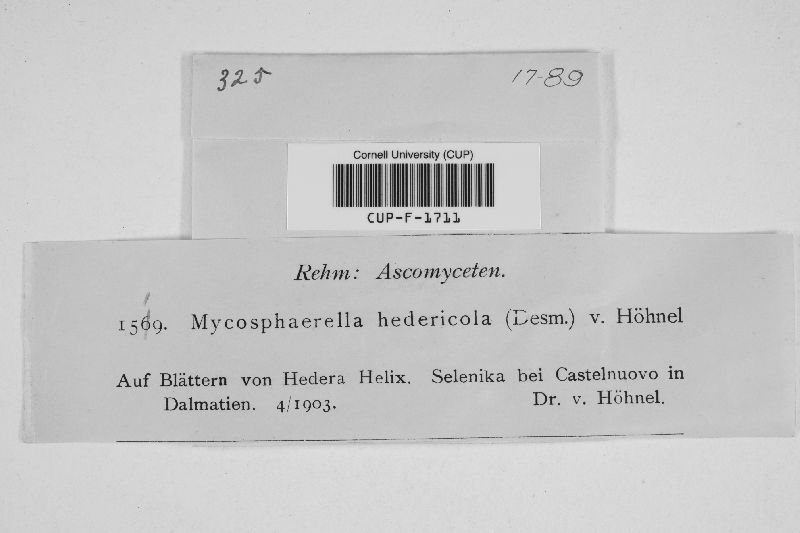 325 17-89
Cornell University (CUP)
CUP-F-1711
Rehm: Ascomyceten.
1569. Mycosphaerella hedericola (Desm.) v. Höhnel
Auf Blättern von Hedera Helix. Selenika bei Castelnuovo in
Dalmatien. 4/1903. Dr. v. Höhnel.